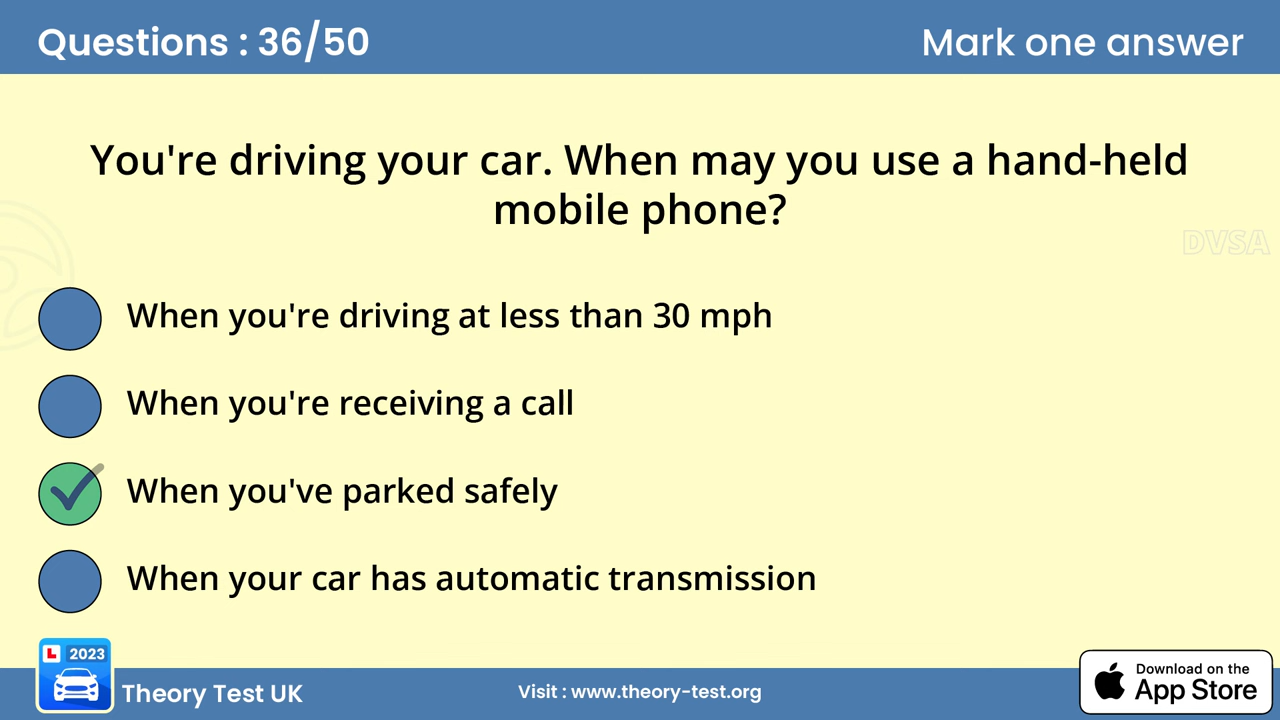 Questions : 36/50
Mark one answer
You're driving your car. When may you use a hand-held
mobile phone?
DVSA
When you're driving at less than 30 mph
When you're receiving a call
When you've parked safely
When your car has automatic transmission
L 2023
Theory Test UK
Visit : www.theory-test.org
Download on the
App Store